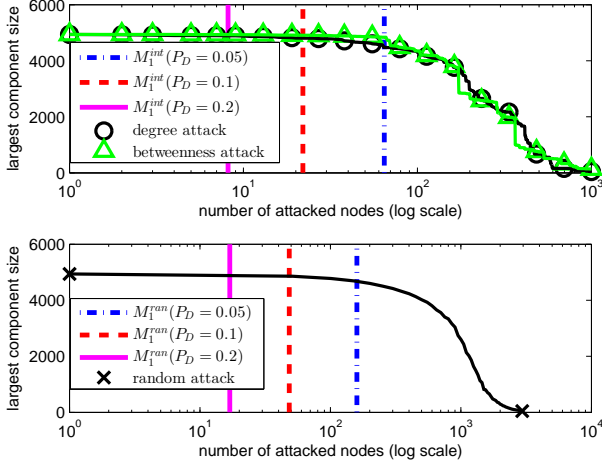 6000
4000
2000
0
largest component size
M_1^{int}(P_D = 0.05)
M_1^{int}(P_D = 0.1)
M_1^{int}(P_D = 0.2)
degree attack
betweenness attack
10^0 10^1 10^2 10^3
number of attacked nodes (log scale)
6000
4000
2000
0
largest component size
M_1^{ran}(P_D = 0.05)
M_1^{ran}(P_D = 0.1)
M_1^{ran}(P_D = 0.2)
random attack
10^0 10^1 10^2 10^3 10^4
number of attacked nodes (log scale)